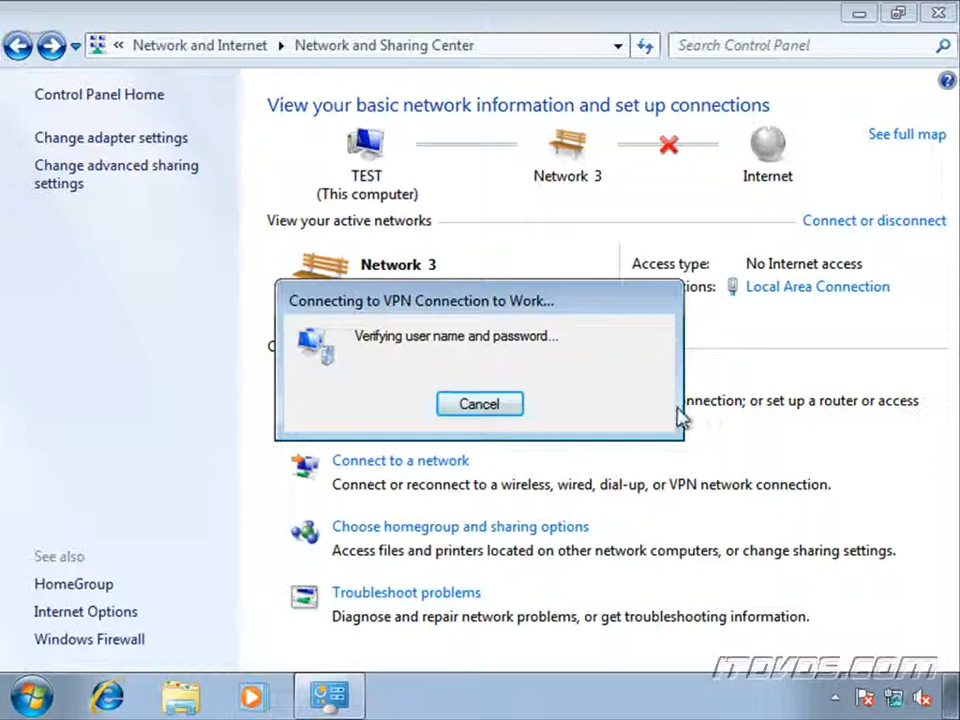 « Network and Internet ▸ Network and Sharing Center
Search Control Panel
Control Panel Home
Change adapter settings
Change advanced sharing
settings
View your basic network information and set up connections
See full map
TEST
(This computer)
Network 3
Internet
View your active networks
Connect or disconnect
Network 3
Access type:
No Internet access
ons:
Local Area Connection
C
Connecting to VPN Connection to Work...
Verifying user name and password...
Cancel
nnection; or set up a router or access
Connect to a network
Connect or reconnect to a wireless, wired, dial-up, or VPN network connection.
Choose homegroup and sharing options
Access files and printers located on other network computers, or change sharing settings.
Troubleshoot problems
Diagnose and repair network problems, or get troubleshooting information.
See also
HomeGroup
Internet Options
Windows Firewall